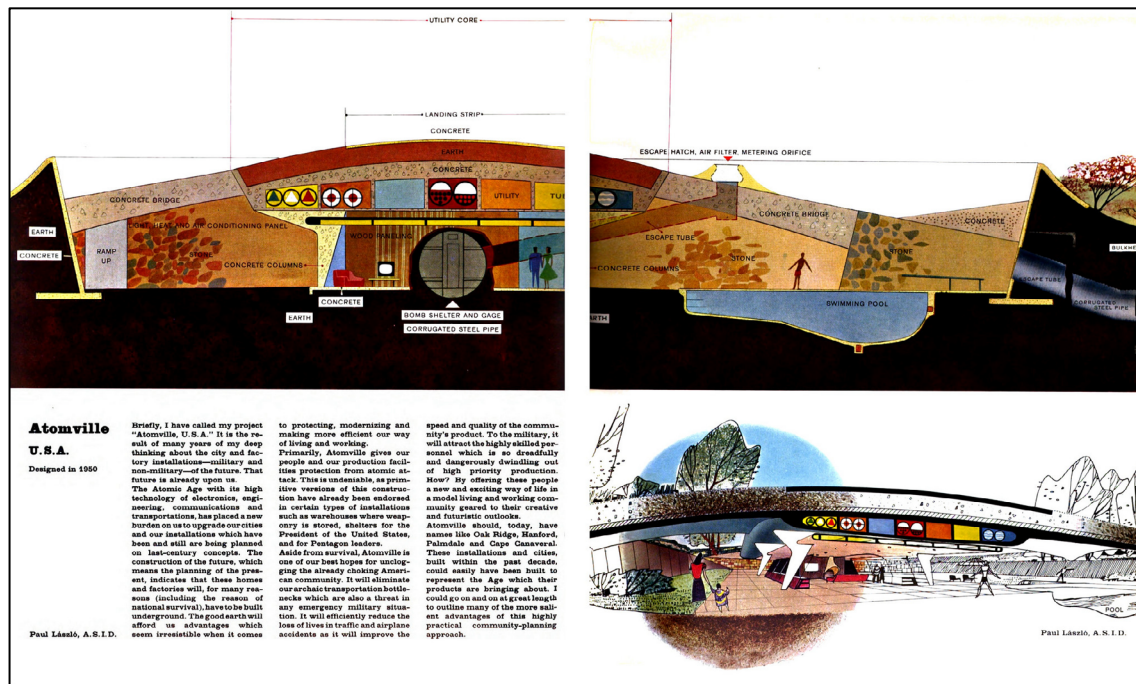 UTILITY CORE
LANDING STRIP
CONCRETE
EARTH
CONCRETE
CONCRETE BRIDGE
UTILITY
LIGHT, HEAT AND AIR CONDITIONING PANEL
WOOD PANELING
EARTH
CONCRETE
RAMP
UP
STONE
CONCRETE COLUMNS
CONCRETE
EARTH
BOMB SHELTER AND GAGE
CORRUGATED STEEL PIPE
ESCAPE HATCH, AIR FILTER, METERING ORIFICE
CONCRETE BRIDGE
CONCRETE
ESCAPE TUBE
STONE
STONE
CONCRETE COLUMNS
SWIMMING POOL
ESCAPE TUBE
CORRUGATED
STEEL PIPE
Atomville
U.S.A.
Designed in 1950
Paul László, A.S.I.D.
Briefly, I have called my project
"Atomville, U.S.A." It is the re-
sult of many years of my deep
thinking about the city and fac-
tory installations—military and
non-military—of the future. That
future is already upon us.
The Atomic Age with its high
technology of electronics, engi-
neering, communications and
transportations, has placed a new
burden on us to upgrade our cities
and our installations which have
been and still are being planned
on last-century concepts. The
construction of the future, which
means the planning of the pres-
ent, indicates that these homes
and factories will, for many rea-
sons (including the reason of
national survival), have to be built
underground. The good earth will
afford us advantages which
seem irresistible when it comes
to protecting, modernizing and
making more efficient our way
of living and working.
Primarily, Atomville gives our
people and our production facil-
ities protection from atomic at-
tack. This is undeniable, as prim-
itive versions of this construc-
tion have already been endorsed
in certain types of installations
such as warehouses where weap-
onry is stored, shelters for the
President of the United States,
and for Pentagon leaders.
Aside from survival, Atomville is
one of our best hopes for unclog-
ging the already choking Ameri-
can community. It will eliminate
our archaic transportation bottle-
necks which are also a threat in
any emergency military situa-
tion. It will efficiently reduce the
loss of lives in traffic and airplane
accidents as it will improve the
speed and quality of the commu-
nity's product. To the military, it
will attract the highly skilled per-
sonnel which is so dreadfully
and dangerously dwindling out
of high priority production.
How? By offering these people
a new and exciting way of life in
a model living and working com-
munity geared to their creative
and futuristic outlooks.
Atomville should, today, have
names like Oak Ridge, Hanford,
Palmdale and Cape Canaveral.
These installations and cities,
built within the past decade,
could easily have been built to
represent the Age which their
products are bringing about. I
could go on and on at great length
to outline many of the more sali-
ent advantages of this highly
practical community-planning
approach.
POOL
Paul László, A.S.I.D.